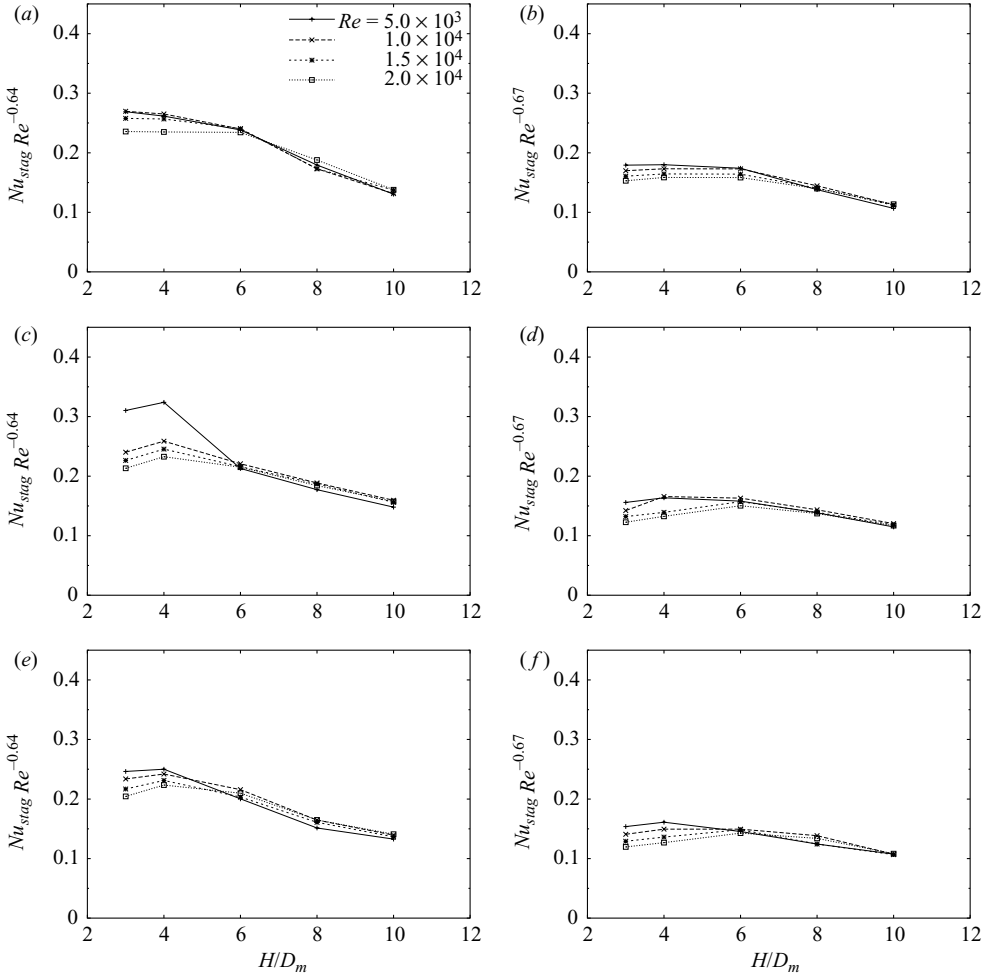 (a)
Re = 5.0 × 10³
1.0 × 10⁴
1.5 × 10⁴
2.0 × 10⁴
0.4
0.3
0.2
0.1
0
2 4 6 8 10 12
Nu_stag Re^−0.64
(b)
0.4
0.3
0.2
0.1
0
2 4 6 8 10 12
Nu_stag Re^−0.67
(c)
0.4
0.3
0.2
0.1
0
2 4 6 8 10 12
Nu_stag Re^−0.64
(d)
0.4
0.3
0.2
0.1
0
2 4 6 8 10 12
Nu_stag Re^−0.67
(e)
0.4
0.3
0.2
0.1
0
2 4 6 8 10 12
Nu_stag Re^−0.64
H/D_m
(f)
0.4
0.3
0.2
0.1
0
2 4 6 8 10 12
Nu_stag Re^−0.67
H/D_m